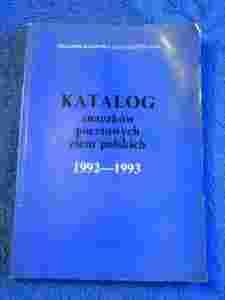 KATALOG
znaczków
pocztowych
ziem polskich
1992—1993